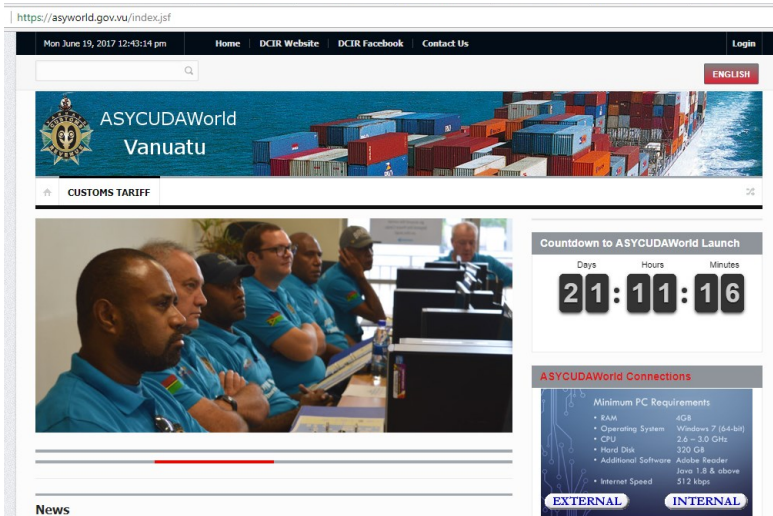 https://asyworld.gov.vu/index.jsf
Mon June 19, 2017 12:43:14 pm Home DCIR Website DCIR Facebook Contact Us Login
ENGLISH
ASYCUDAWorld
Vanuatu
CUSTOMS TARIFF
Countdown to ASYCUDAWorld Launch
Days Hours Minutes
21:11:16
ASYCUDAWorld Connections
Minimum PC Requirements
• RAM 4GB
• Operating System Windows 7 (64-bit)
• CPU 2.6 – 3.0 GHz
• Hard Disk 320 GB
• Additional Software Adobe Reader
Java 1.8 & above
• Internet Speed 512 kbps
EXTERNAL INTERNAL
News